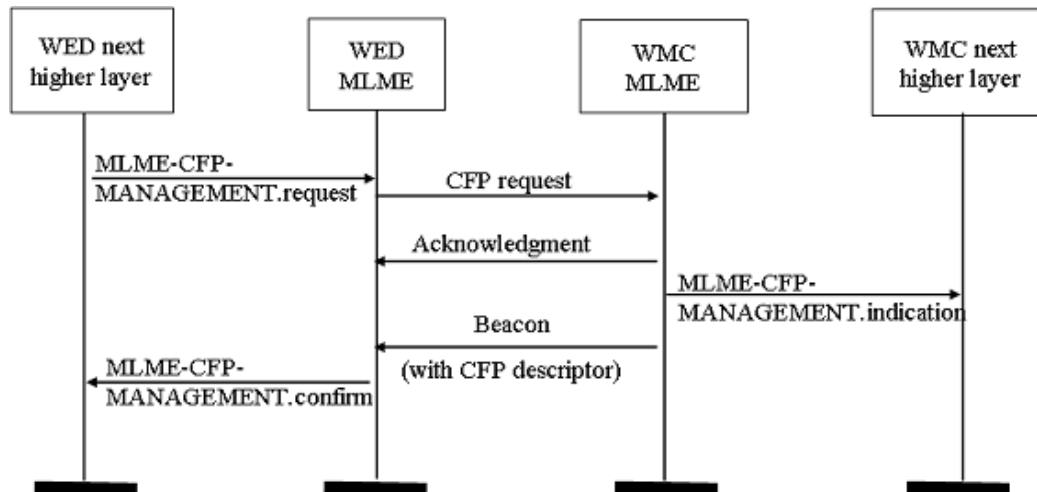 WED next
higher layer
WED
MLME
WMC
MLME
WMC next
higher layer
MLME-CFP-
MANAGEMENT.request
CFP request
Acknowledgment
MLME-CFP-
MANAGEMENT.indication
Beacon
(with CFP descriptor)
MLME-CFP-
MANAGEMENT.confirm